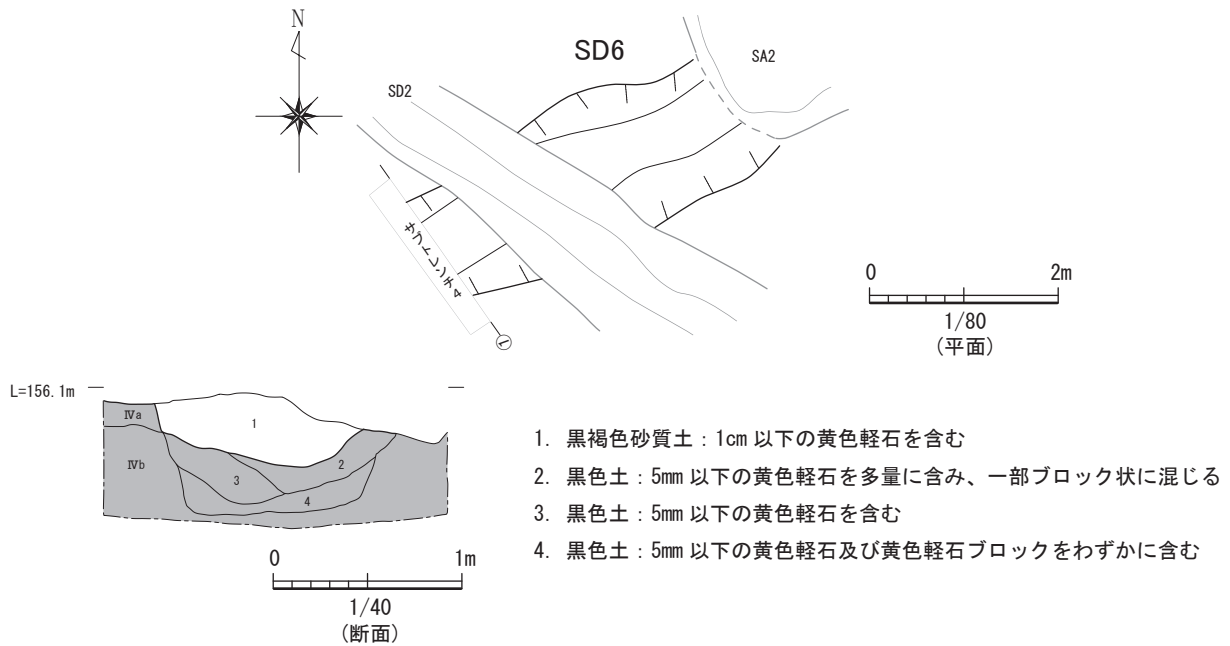 N
SD6
SA2
SD2
サブトレンチ4
①
0 2m
1/80
(平面)
L=156.1m
Ⅳa
1
Ⅳb
2
3
4
1. 黒褐色砂質土：1cm 以下の黄色軽石を含む
2. 黒色土：5mm 以下の黄色軽石を多量に含み、一部ブロック状に混じる
3. 黒色土：5mm 以下の黄色軽石を含む
4. 黒色土：5mm 以下の黄色軽石及び黄色軽石ブロックをわずかに含む
0 1m
1/40
(断面)